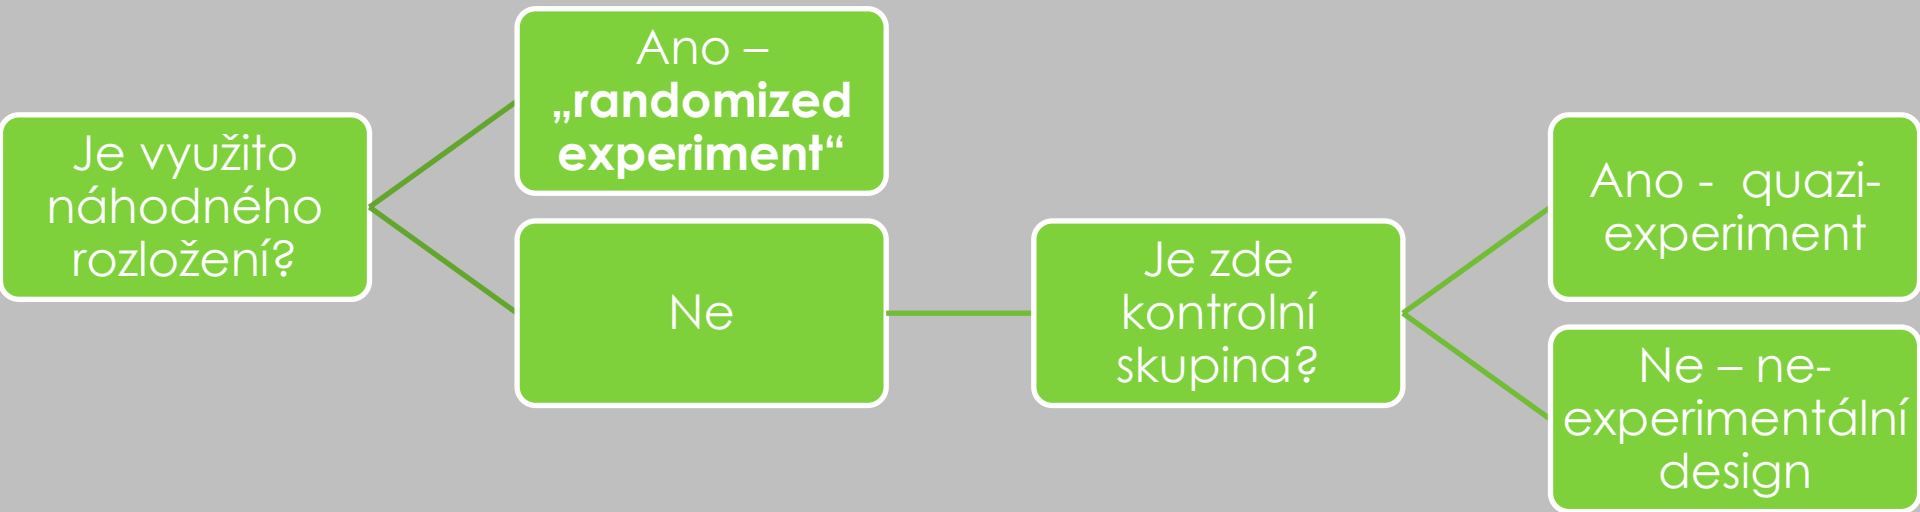 Je využito
náhodného
rozložení?
Ano –
„randomized
experiment“
Ne
Je zde
kontrolní
skupina?
Ano - quazi-
experiment
Ne – ne-
experimentální
design